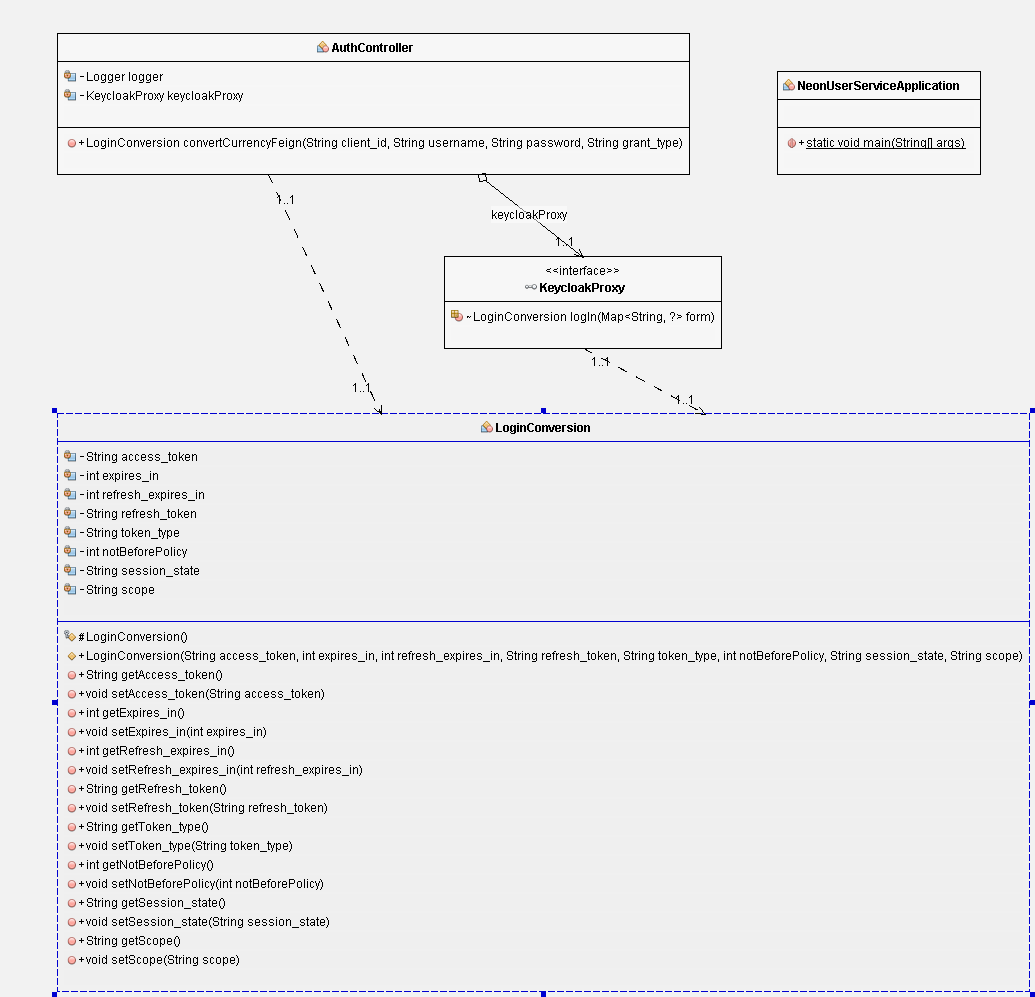 AuthController
-Logger logger
-KeycloakProxy keycloakProxy
+LoginConversion convertCurrencyFeign(String client_id, String username, String password, String grant_type)
NeonUserServiceApplication
+static void main(String[] args)
1..1
keycloakProxy
1..1
<<interface>>
KeycloakProxy
~LoginConversion logIn(Map<String, ?> form)
1..1
1..1
1..1
LoginConversion
-String access_token
-int expires_in
-int refresh_expires_in
-String refresh_token
-String token_type
-int notBeforePolicy
-String session_state
-String scope
#LoginConversion()
+LoginConversion(String access_token, int expires_in, int refresh_expires_in, String refresh_token, String token_type, int notBeforePolicy, String session_state, String scope)
+String getAccess_token()
+void setAccess_token(String access_token)
+int getExpires_in()
+void setExpires_in(int expires_in)
+int getRefresh_expires_in()
+void setRefresh_expires_in(int refresh_expires_in)
+String getRefresh_token()
+void setRefresh_token(String refresh_token)
+String getToken_type()
+void setToken_type(String token_type)
+int getNotBeforePolicy()
+void setNotBeforePolicy(int notBeforePolicy)
+String getSession_state()
+void setSession_state(String session_state)
+String getScope()
+void setScope(String scope)